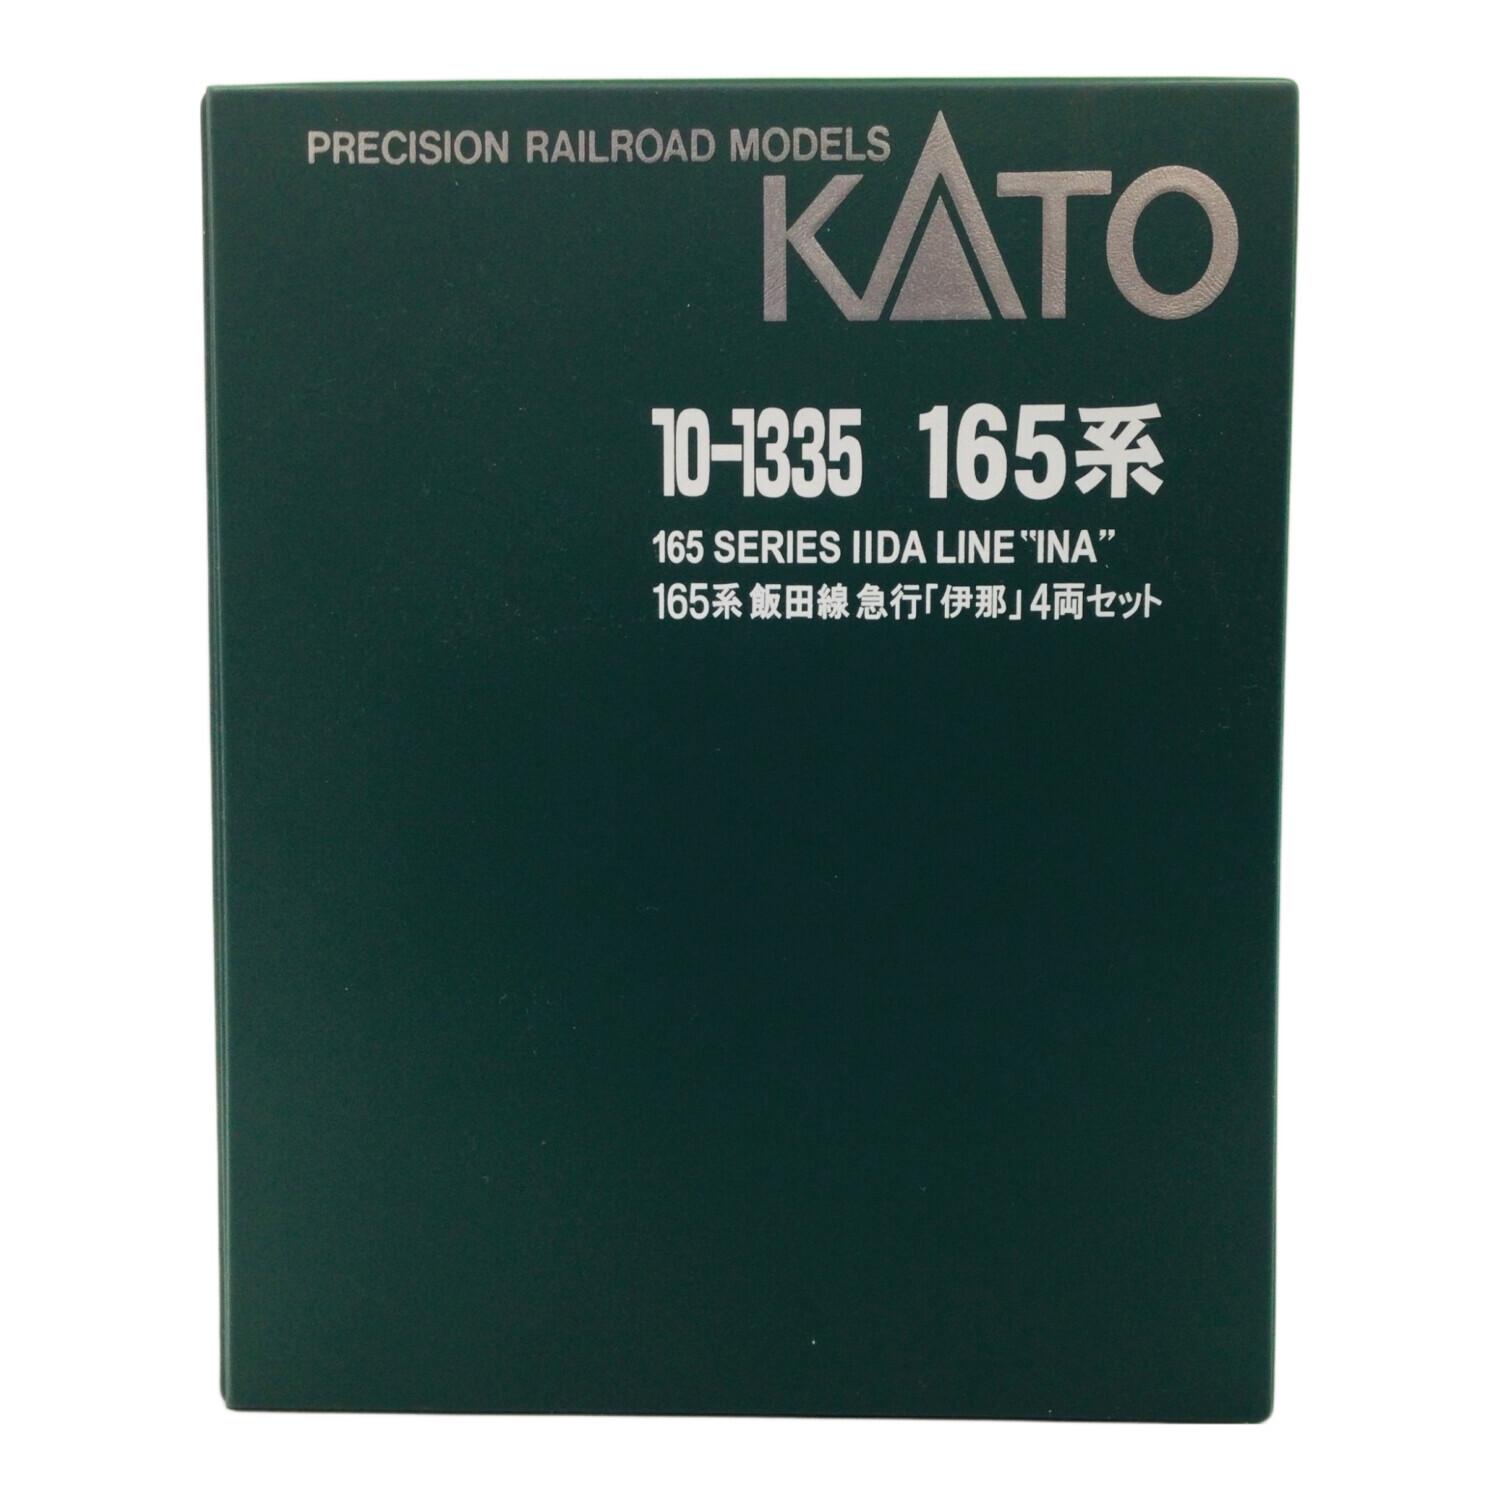 PRECISION RAILROAD MODELS
KATO
10-1335 165系
165 SERIES IIDA LINE “INA”
165系 飯田線 急行「伊那」4両セット